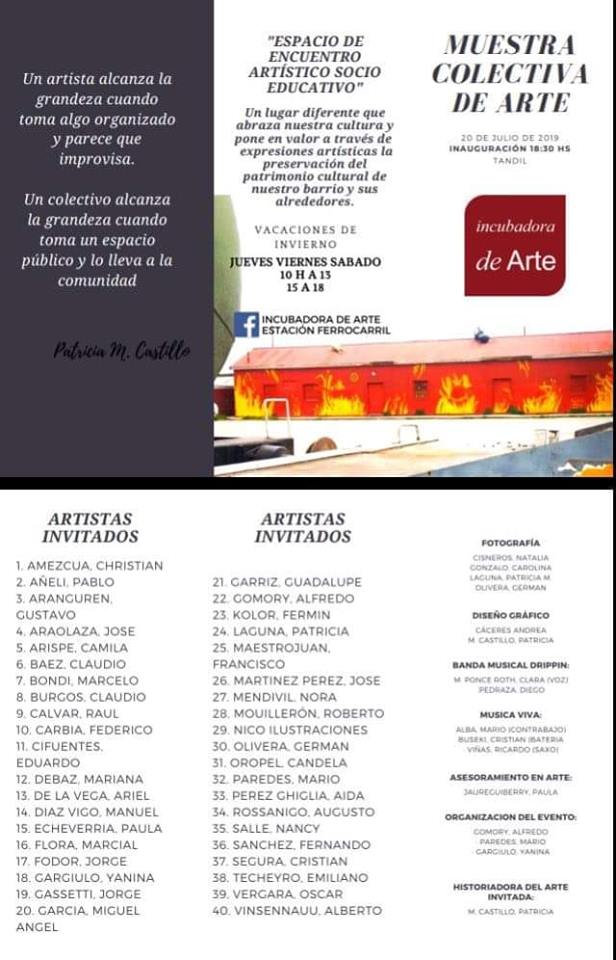 Un artista alcanza la
grandeza cuando
toma algo organizado
y parece que
improvisa.
Un colectivo alcanza
la grandeza cuando
toma un espacio
público y lo lleva a la
comunidad
Patricia M. Castillo
"ESPACIO DE
ENCUENTRO
ARTÍSTICO SOCIO
EDUCATIVO"
Un lugar diferente que
abraza nuestra cultura y
pone en valor a través de
expresiones artísticas la
preservación del
patrimonio cultural de
nuestro barrio y sus
alrededores.
VACACIONES DE
INVIERNO
JUEVES VIERNES SABADO
10 H A 13
15 A 18
INCUBADORA DE ARTE
ESTACIÓN FERROCARRIL
MUESTRA
COLECTIVA
DE ARTE
20 DE JULIO DE 2019
INAUGURACIÓN 18:30 HS
TANDIL
incubadora
de Arte
ARTISTAS
INVITADOS
1. AMEZCUA, CHRISTIAN
2. AÑELI, PABLO
3. ARANGUREN,
GUSTAVO
4. ARAOLAZA, JOSE
5. ARISPE, CAMILA
6. BAEZ, CLAUDIO
7. BONDI, MARCELO
8. BURGOS, CLAUDIO
9. CALVAR, RAUL
10. CARBIA, FEDERICO
11. CIFUENTES,
EDUARDO
12. DEBAZ, MARIANA
13. DE LA VEGA, ARIEL
14. DIAZ VIGO, MANUEL
15. ECHEVERRIA, PAULA
16. FLORA, MARCIAL
17. FODOR, JORGE
18. GARGIULO, YANINA
19. GASSETTI, JORGE
20. GARCIA, MIGUEL
ANGEL
ARTISTAS
INVITADOS
21. GARRIZ, GUADALUPE
22. GOMORY, ALFREDO
23. KOLOR, FERMIN
24. LAGUNA, PATRICIA
25. MAESTROJUAN,
FRANCISCO
26. MARTINEZ PEREZ, JOSE
27. MENDIVIL, NORA
28. MOUILLERÓN, ROBERTO
29. NICO ILUSTRACIONES
30. OLIVERA, GERMAN
31. OROPEL, CANDELA
32. PAREDES, MARIO
33. PEREZ GHIGLIA, AIDA
34. ROSSANIGO, AUGUSTO
35. SALLE, NANCY
36. SANCHEZ, FERNANDO
37. SEGURA, CRISTIAN
38. TECHEYRO, EMILIANO
39. VERGARA, OSCAR
40. VINSENNAUU, ALBERTO
FOTOGRAFÍA
CISNEROS, NATALIA
GONZALO, CAROLINA
LAGUNA, PATRICIA M.
OLIVERA, GERMAN
DISEÑO GRÁFICO
CÁCERES ANDREA
M. CASTILLO, PATRICIA
BANDA MUSICAL DRIPPIN:
M. PONCE ROTH, CLARA (VOZ)
PEDRAZA, DIEGO
MUSICA VIVA:
ALBA, MARIO (CONTRABAJO)
BUSEKI, CRISTIAN (BATERIA
VIÑAS, RICARDO (SAXO)
ASESORAMIENTO EN ARTE:
JAUREGUIBERRY, PAULA
ORGANIZACION DEL EVENTO:
GOMORY, ALFREDO
PAREDES, MARIO
GARGIULO, YANINA
HISTORIADORA DEL ARTE
INVITADA:
M. CASTILLO, PATRICIA